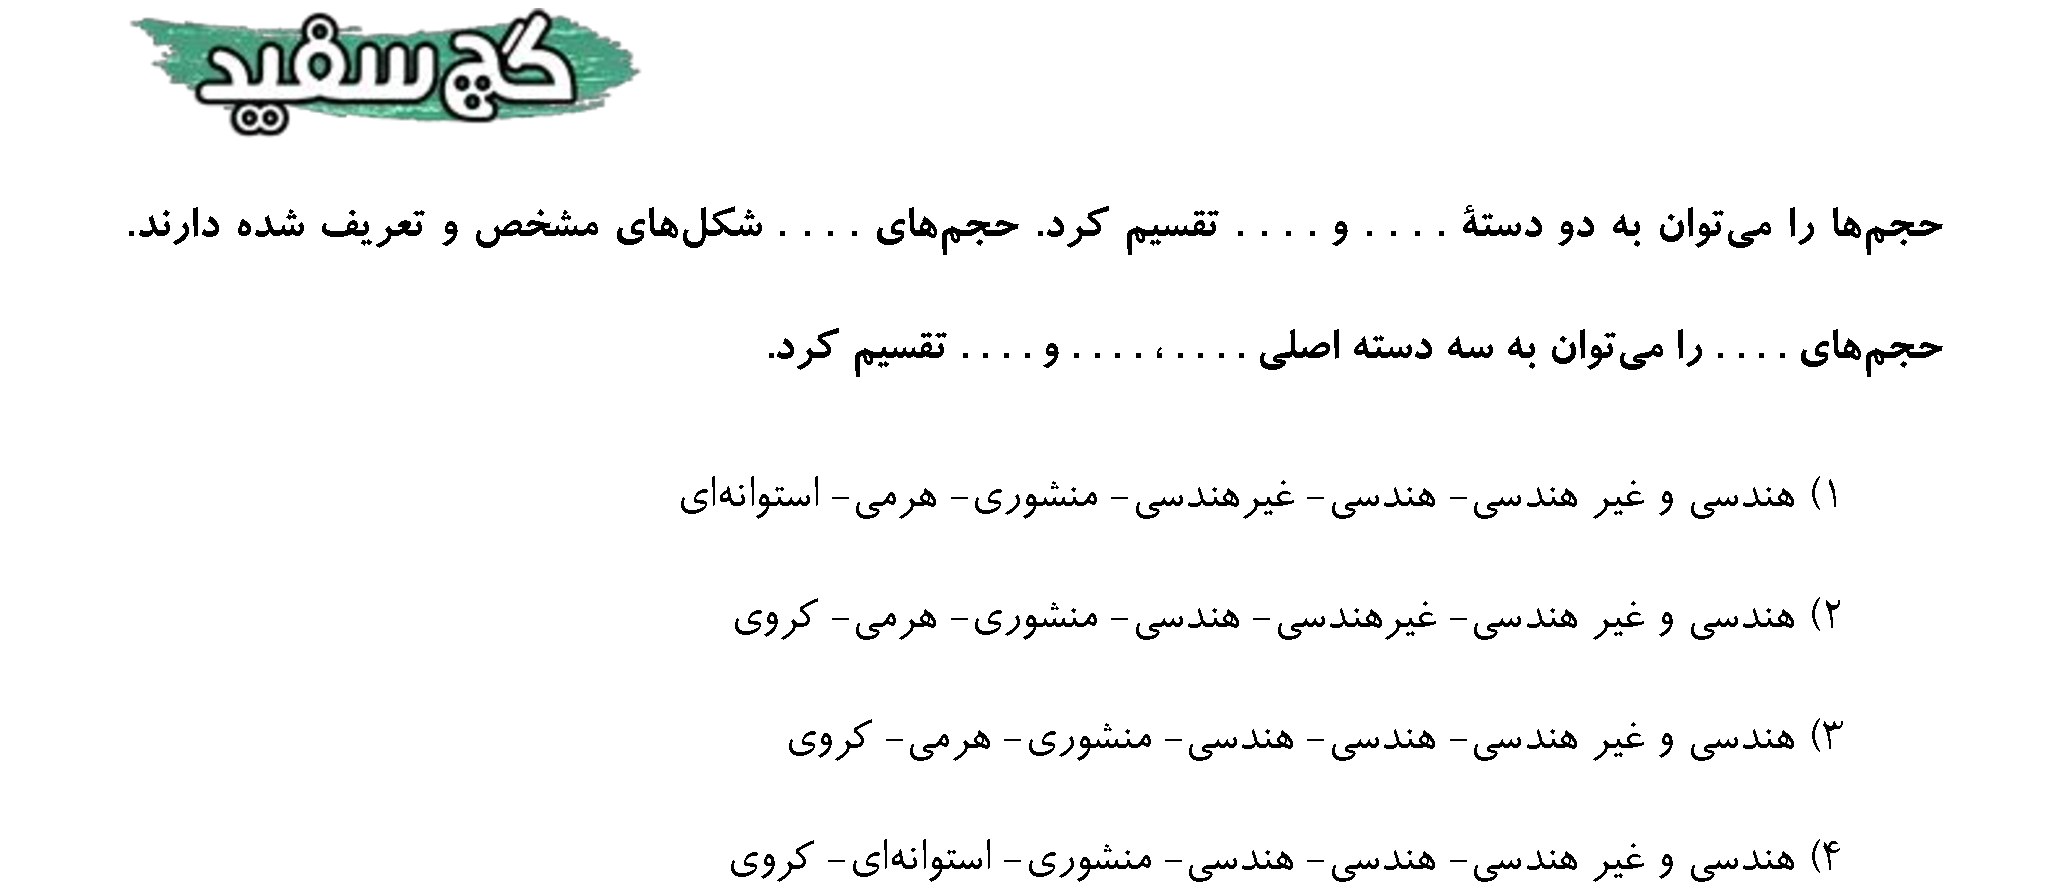 گچ سفید
حجم‌ها را می‌توان به دو دستهٔ . . . . و . . . . تقسیم کرد. حجم‌های . . . . شکل‌های مشخص و تعریف شده دارند.
حجم‌های . . . . را می‌توان به سه دسته اصلی . . . . ، . . . . و . . . . تقسیم کرد.
۱) هندسی و غیر هندسی- هندسی- غیرهندسی- منشوری- هرمی- استوانه‌ای
۲) هندسی و غیر هندسی- غیرهندسی- هندسی- منشوری- هرمی- کروی
۳) هندسی و غیر هندسی- هندسی- هندسی- منشوری- هرمی- کروی
۴) هندسی و غیر هندسی- هندسی- هندسی- منشوری- استوانه‌ای- کروی